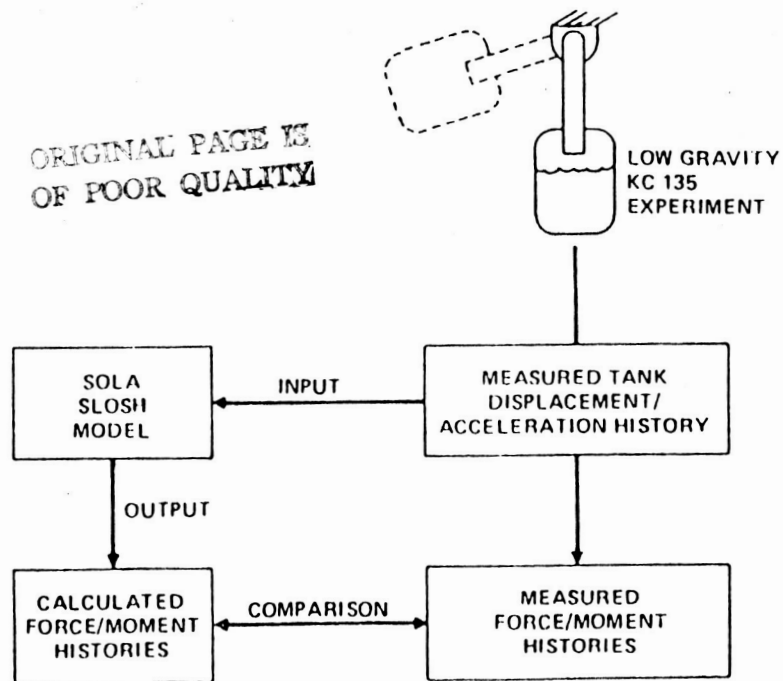 ORIGINAL PAGE IS
OF POOR QUALITY
LOW GRAVITY
KC 135
EXPERIMENT
SOLA
SLOSH
MODEL
INPUT
MEASURED TANK
DISPLACEMENT/
ACCELERATION HISTORY
OUTPUT
CALCULATED
FORCE/MOMENT
HISTORIES
COMPARISON
MEASURED
FORCE/MOMENT
HISTORIES